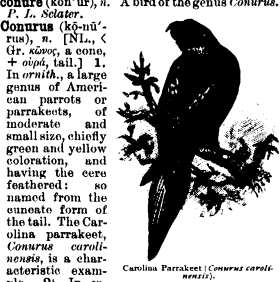 conure (kon'ūr), n.
P. L. Sclater.
Conurus (kō-nū'-
rus), n. [NL., <
Gr. κῶνος, a cone,
+ οὐρά, tail.] 1.
In ornith., a large
genus of Ameri-
can parrots or
parrakeets, of
moderate and
small size, chiefly
green and yellow
coloration, and
having the cere
feathered: so
named from the
cuneate form of
the tail. The Car-
olina parrakeet,
Conurus caroli-
nensis, is a char-
acteristic exam-
A bird of the genus Conurus.
Carolina Parrakeet (Conurus caroli-
nensis).